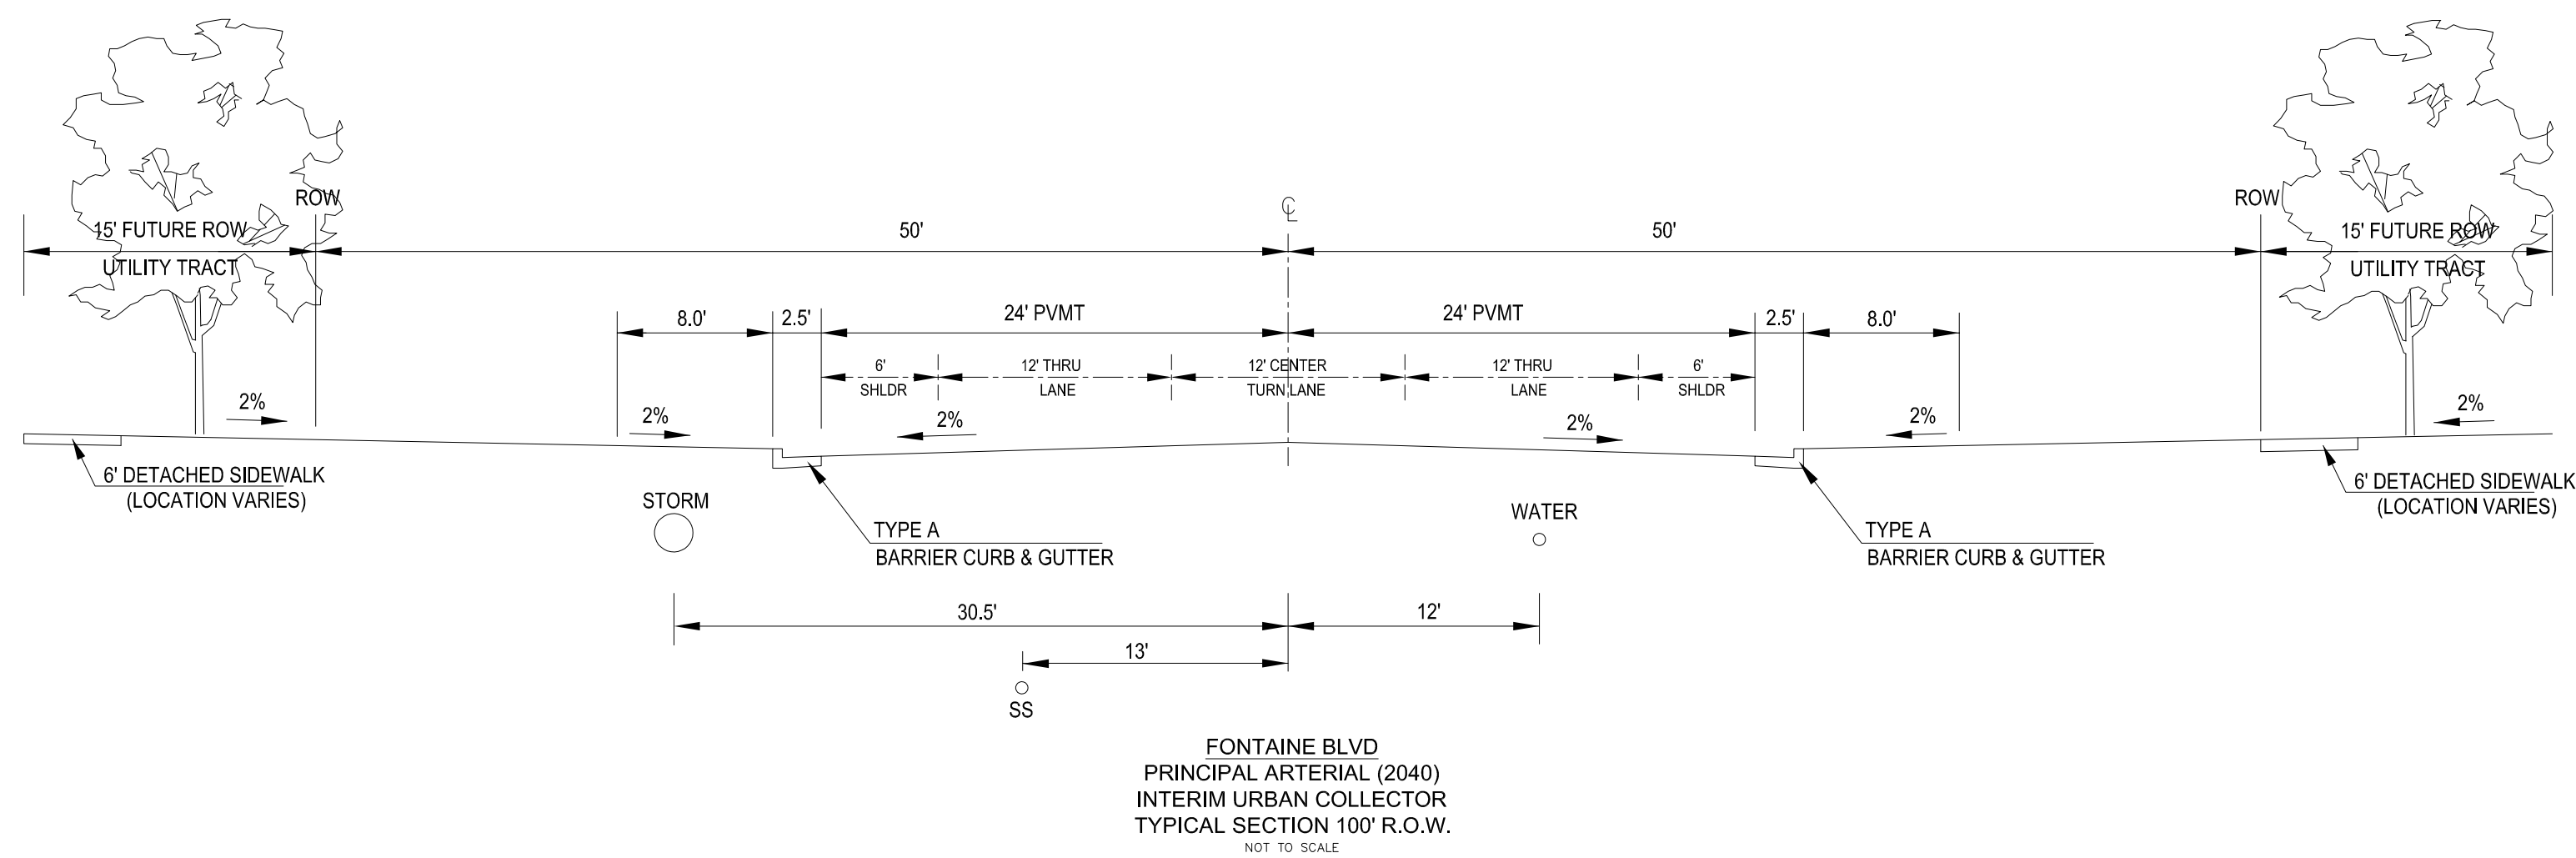 ℄
ROW
ROW
15' FUTURE ROW
50'
50'
15' FUTURE ROW
UTILITY TRACT
UTILITY TRACT
8.0'
2.5'
24' PVMT
24' PVMT
2.5'
8.0'
6'
SHLDR
12' THRU
LANE
12' CENTER
TURN LANE
12' THRU
LANE
6'
SHLDR
2%
2%
2%
2%
2%
2%
6' DETACHED SIDEWALK
(LOCATION VARIES)
STORM
TYPE A
BARRIER CURB & GUTTER
WATER
TYPE A
BARRIER CURB & GUTTER
6' DETACHED SIDEWALK
(LOCATION VARIES)
30.5'
12'
13'
SS
FONTAINE BLVD
PRINCIPAL ARTERIAL (2040)
INTERIM URBAN COLLECTOR
TYPICAL SECTION 100' R.O.W.
NOT TO SCALE